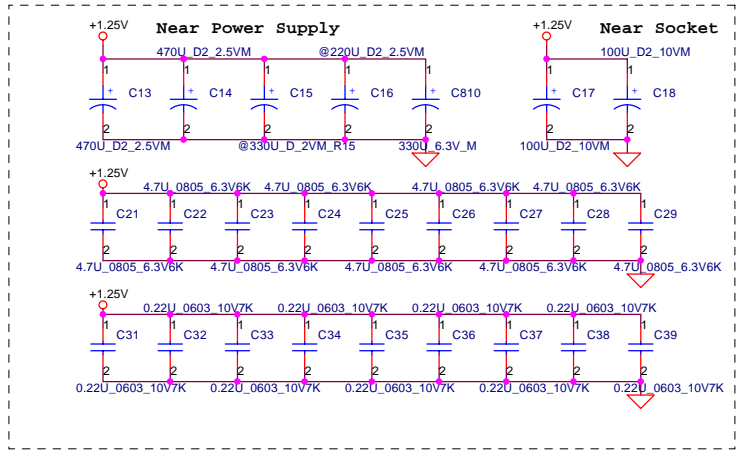 +1.25V Near Power Supply +1.25V Near Socket
470U_D2_2.5VM @220U_D2_2.5VM 100U_D2_10VM
1 1 1 1 1 1 1
+ C13 + C14 + C15 + C16 + C810 + C17 + C18
2 2 2 2 2 2 2
470U_D2_2.5VM @330U_D_2VM_R15 330U_6.3V_M 100U_D2_10VM
+1.25V
4.7U_0805_6.3V6K 4.7U_0805_6.3V6K 4.7U_0805_6.3V6K 4.7U_0805_6.3V6K
1 1 1 1 1 1 1 1 1
C21 C22 C23 C24 C25 C26 C27 C28 C29
2 2 2 2 2 2 2 2 2
4.7U_0805_6.3V6K 4.7U_0805_6.3V6K 4.7U_0805_6.3V6K 4.7U_0805_6.3V6K 4.7U_0805_6.3V6K
+1.25V
0.22U_0603_10V7K 0.22U_0603_10V7K 0.22U_0603_10V7K 0.22U_0603_10V7K
1 1 1 1 1 1 1 1 1
C31 C32 C33 C34 C35 C36 C37 C38 C39
2 2 2 2 2 2 2 2 2
0.22U_0603_10V7K 0.22U_0603_10V7K 0.22U_0603_10V7K 0.22U_0603_10V7K 0.22U_0603_10V7K